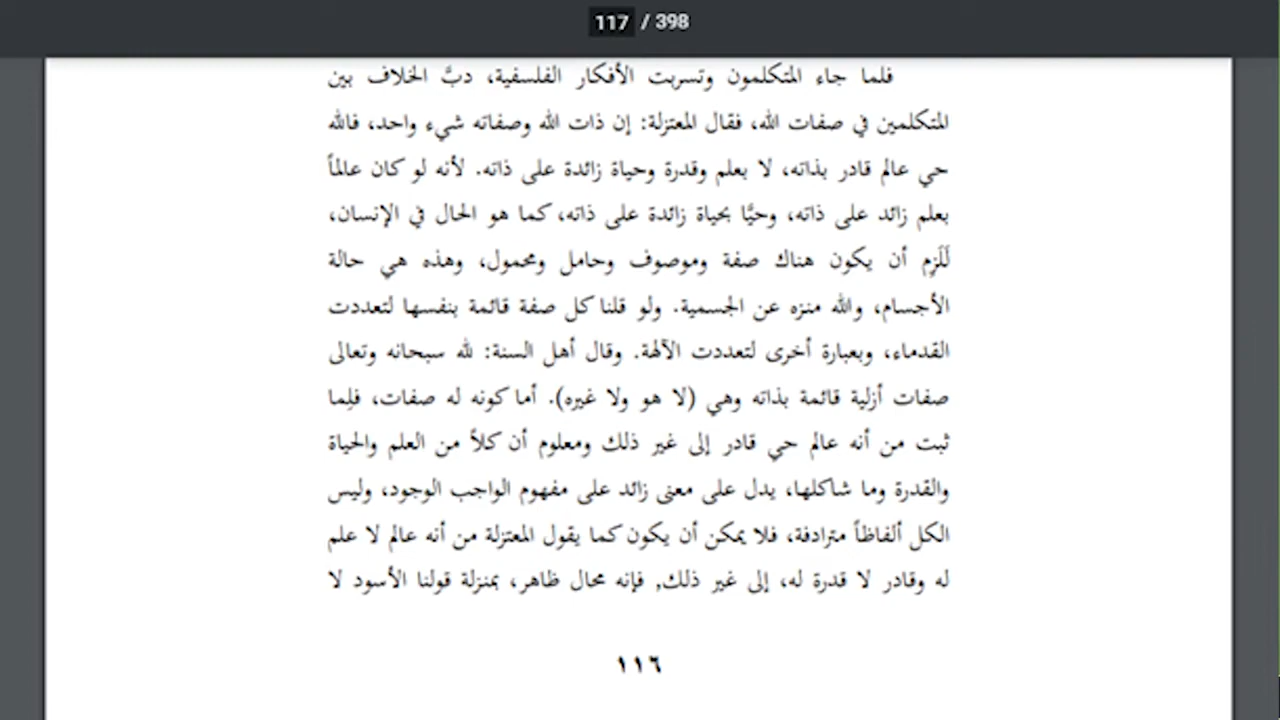 117 / 398
فلما جاء المتكلمون وتسربت الأفكار الفلسفية، دبَّ الخلاف بين
المتكلمين في صفات الله، فقال المعتزلة: إن ذات الله وصفاته شيء واحد، فالله
حي عالم قادر بذاته، لا بعلم وقدرة وحياة زائدة على ذاته. لأنه لو كان عالماً
بعلم زائد على ذاته، وحيًّا بحياة زائدة على ذاته، كما هو الحال في الإنسان،
لَلَزِم أن يكون هناك صفة وموصوف وحامل ومحمول، وهذه هي حالة
الأجسام، والله منزه عن الجسمية. ولو قلنا كل صفة قائمة بنفسها لتعددت
القدماء، وبعبارة أخرى لتعددت الآلهة. وقال أهل السنة: لله سبحانه وتعالى
صفات أزلية قائمة بذاته وهي (لا هو ولا غيره). أما كونه له صفات، فلِما
ثبت من أنه عالم حي قادر إلى غير ذلك ومعلوم أن كلاً من العلم والحياة
والقدرة وما شاكلها، يدل على معنى زائد على مفهوم الواجب الوجود، وليس
الكل ألفاظاً مترادفة، فلا يمكن أن يكون كما يقول المعتزلة من أنه عالم لا علم
له وقادر لا قدرة له، إلى غير ذلك, فإنه محال ظاهر، بمنزلة قولنا الأسود لا
١١٦